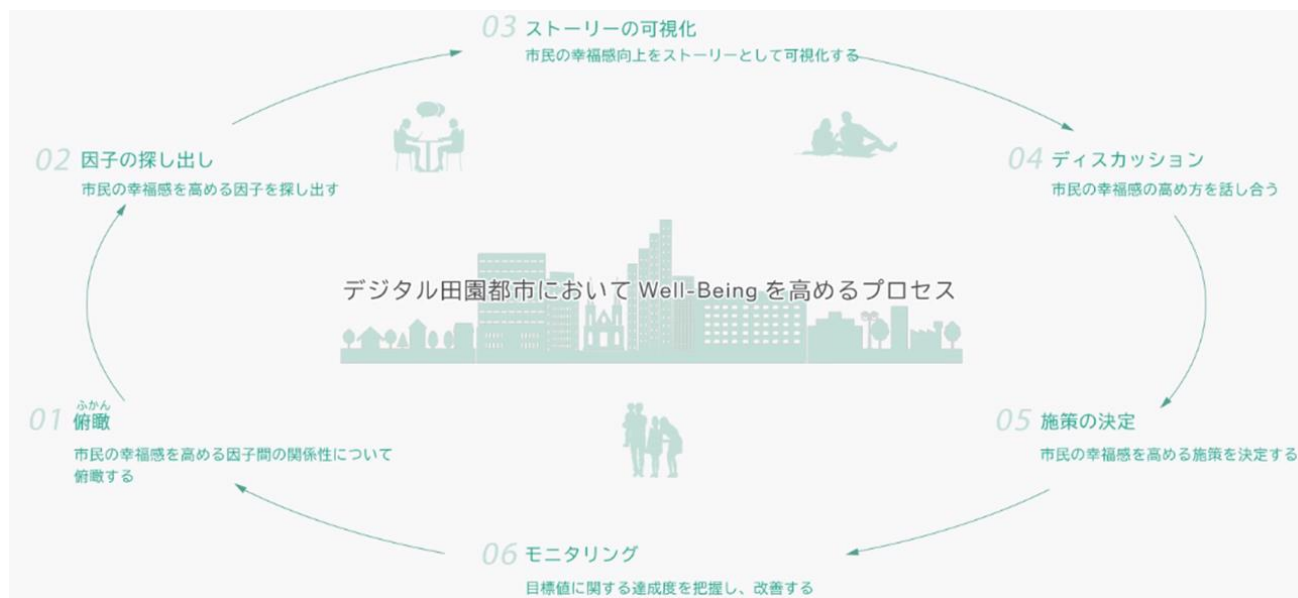 03 ストーリーの可視化
市民の幸福感向上をストーリーとして可視化する
02 因子の探し出し
市民の幸福感を高める因子を探し出す
04 ディスカッション
市民の幸福感の高め方を話し合う
デジタル田園都市においてWell-Beingを高めるプロセス
ふかん
01 俯瞰
市民の幸福感を高める因子間の関係性について
俯瞰する
05 施策の決定
市民の幸福感を高める施策を決定する
06 モニタリング
目標値に関する達成度を把握し、改善する